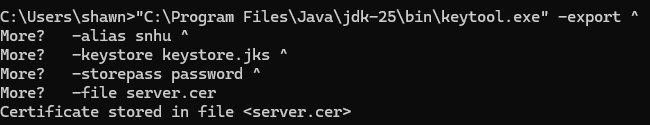 C:\Users\shawn>"C:\Program Files\Java\jdk-25\bin\keytool.exe" -export ^
More?   -alias snhu ^
More?   -keystore keystore.jks ^
More?   -storepass password ^
More?   -file server.cer
Certificate stored in file <server.cer>